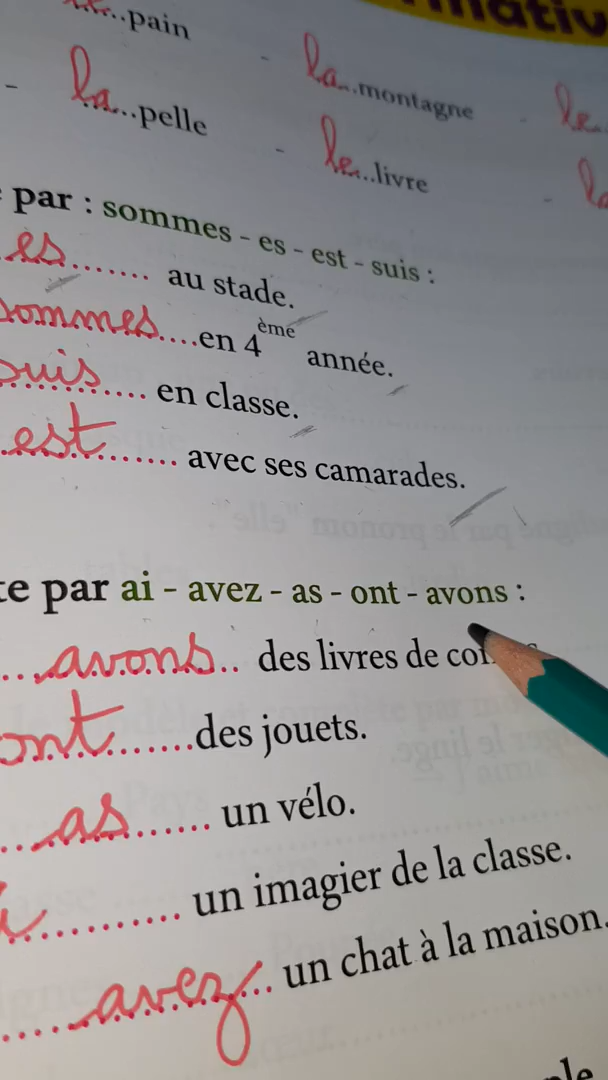 pain - la montagne - le
- la pelle - le livre -
par : sommes - es - est - suis :
es au stade.
sommes en 4ème année.
suis en classe.
est avec ses camarades.
te par ai - avez - as - ont - avons :
avons des livres de
ont des jouets.
as un vélo.
un imagier de la classe.
avez un chat à la maison.